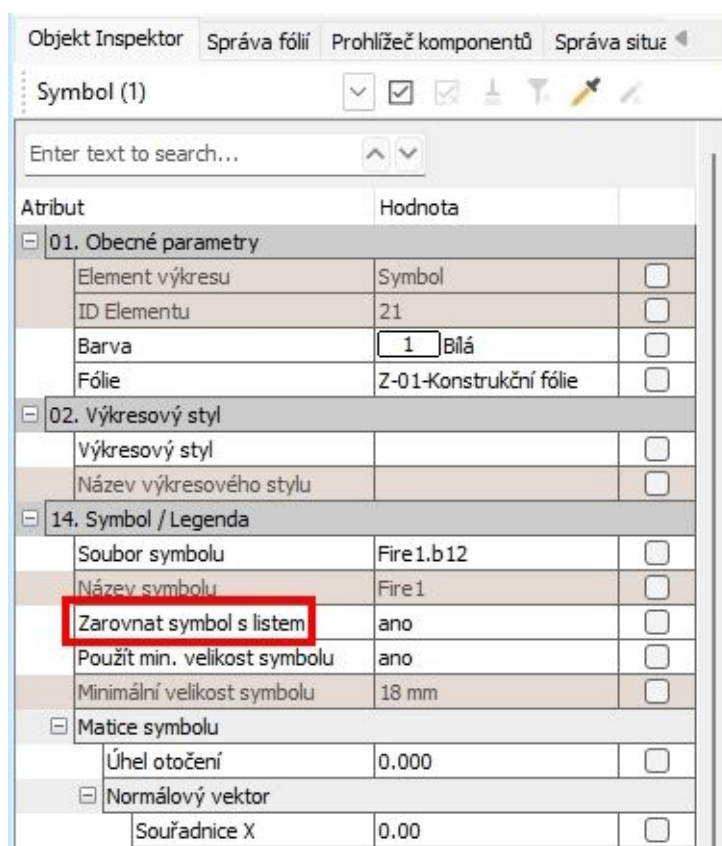 Objekt Inspektor Správa fólií Prohlížeč komponentů Správa situa
Symbol (1)
Enter text to search...
Atribut Hodnota
01. Obecné parametry
Element výkresu Symbol
ID Elementu 21
Barva 1 Bílá
Fólie Z-01-Konstrukční fólie
02. Výkresový styl
Výkresový styl
Název výkresového stylu
14. Symbol / Legenda
Soubor symbolu Fire1.b12
Název symbolu Fire1
Zarovnat symbol s listem ano
Použít min. velikost symbolu ano
Minimální velikost symbolu 18 mm
Matice symbolu
Úhel otočení 0.000
Normálový vektor
Souřadnice X 0.00